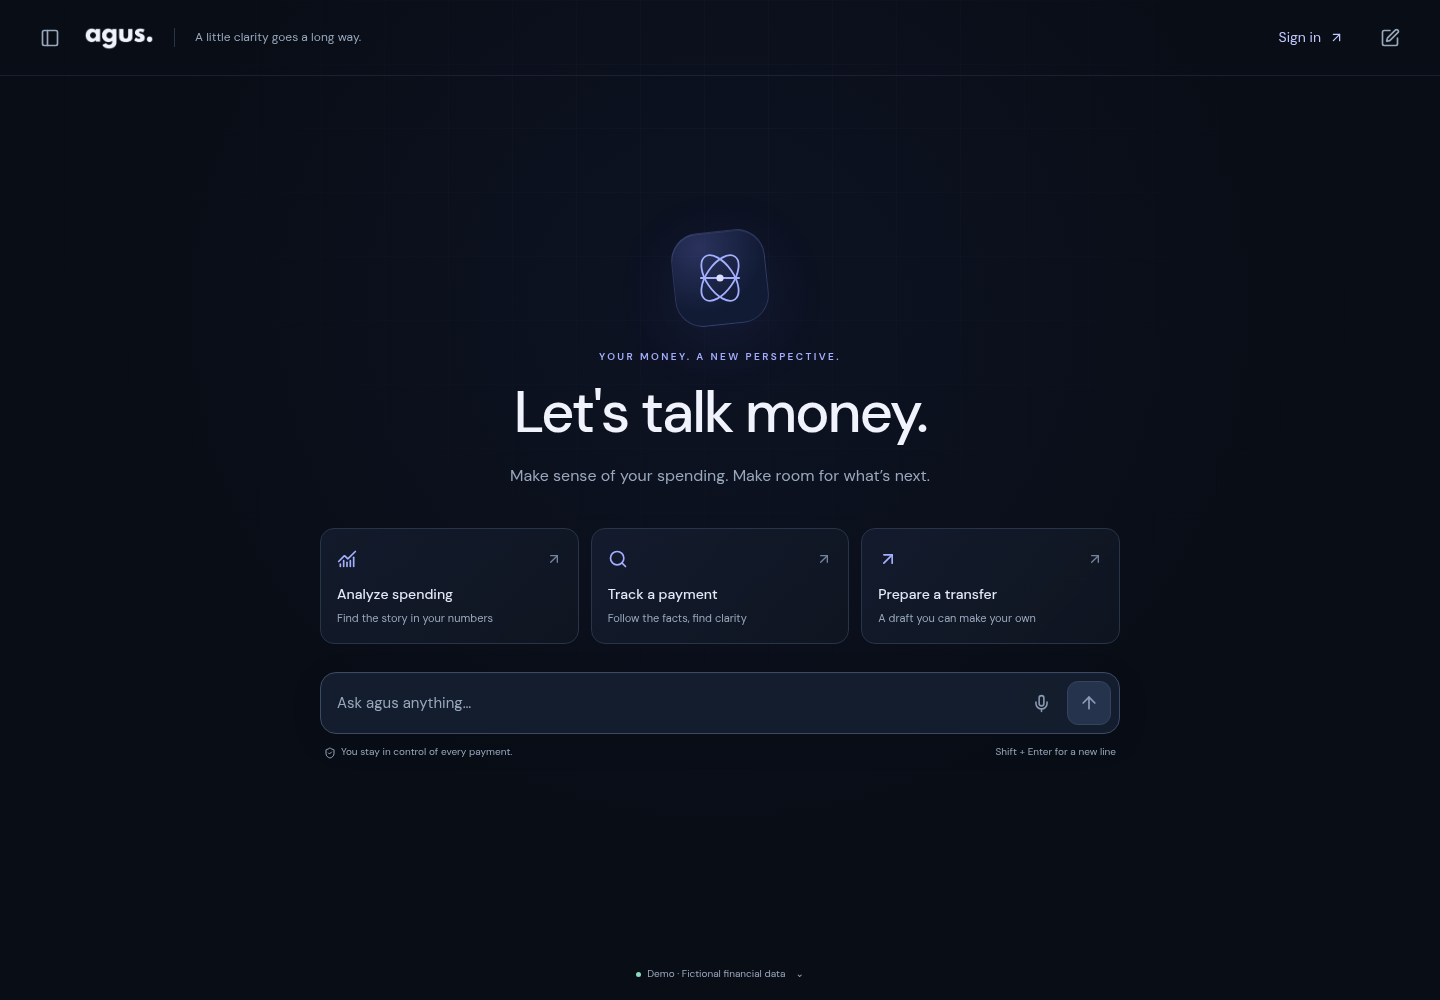 agus.
A little clarity goes a long way.
Sign in
YOUR MONEY. A NEW PERSPECTIVE.
Let's talk money.
Make sense of your spending. Make room for what’s next.
Analyze spending
Find the story in your numbers
Track a payment
Follow the facts, find clarity
Prepare a transfer
A draft you can make your own
Ask agus anything...
You stay in control of every payment.
Shift + Enter for a new line
Demo · Fictional financial data